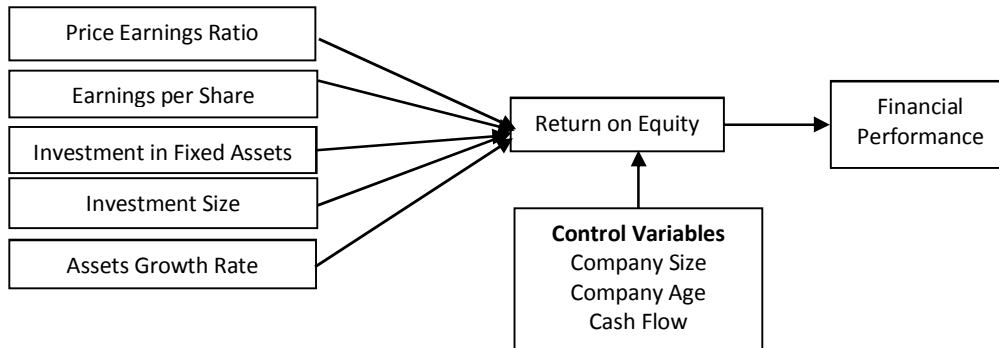 Price Earnings Ratio
Earnings per Share
Investment in Fixed Assets
Investment Size
Assets Growth Rate
Return on Equity
Financial
Performance
Control Variables
Company Size
Company Age
Cash Flow